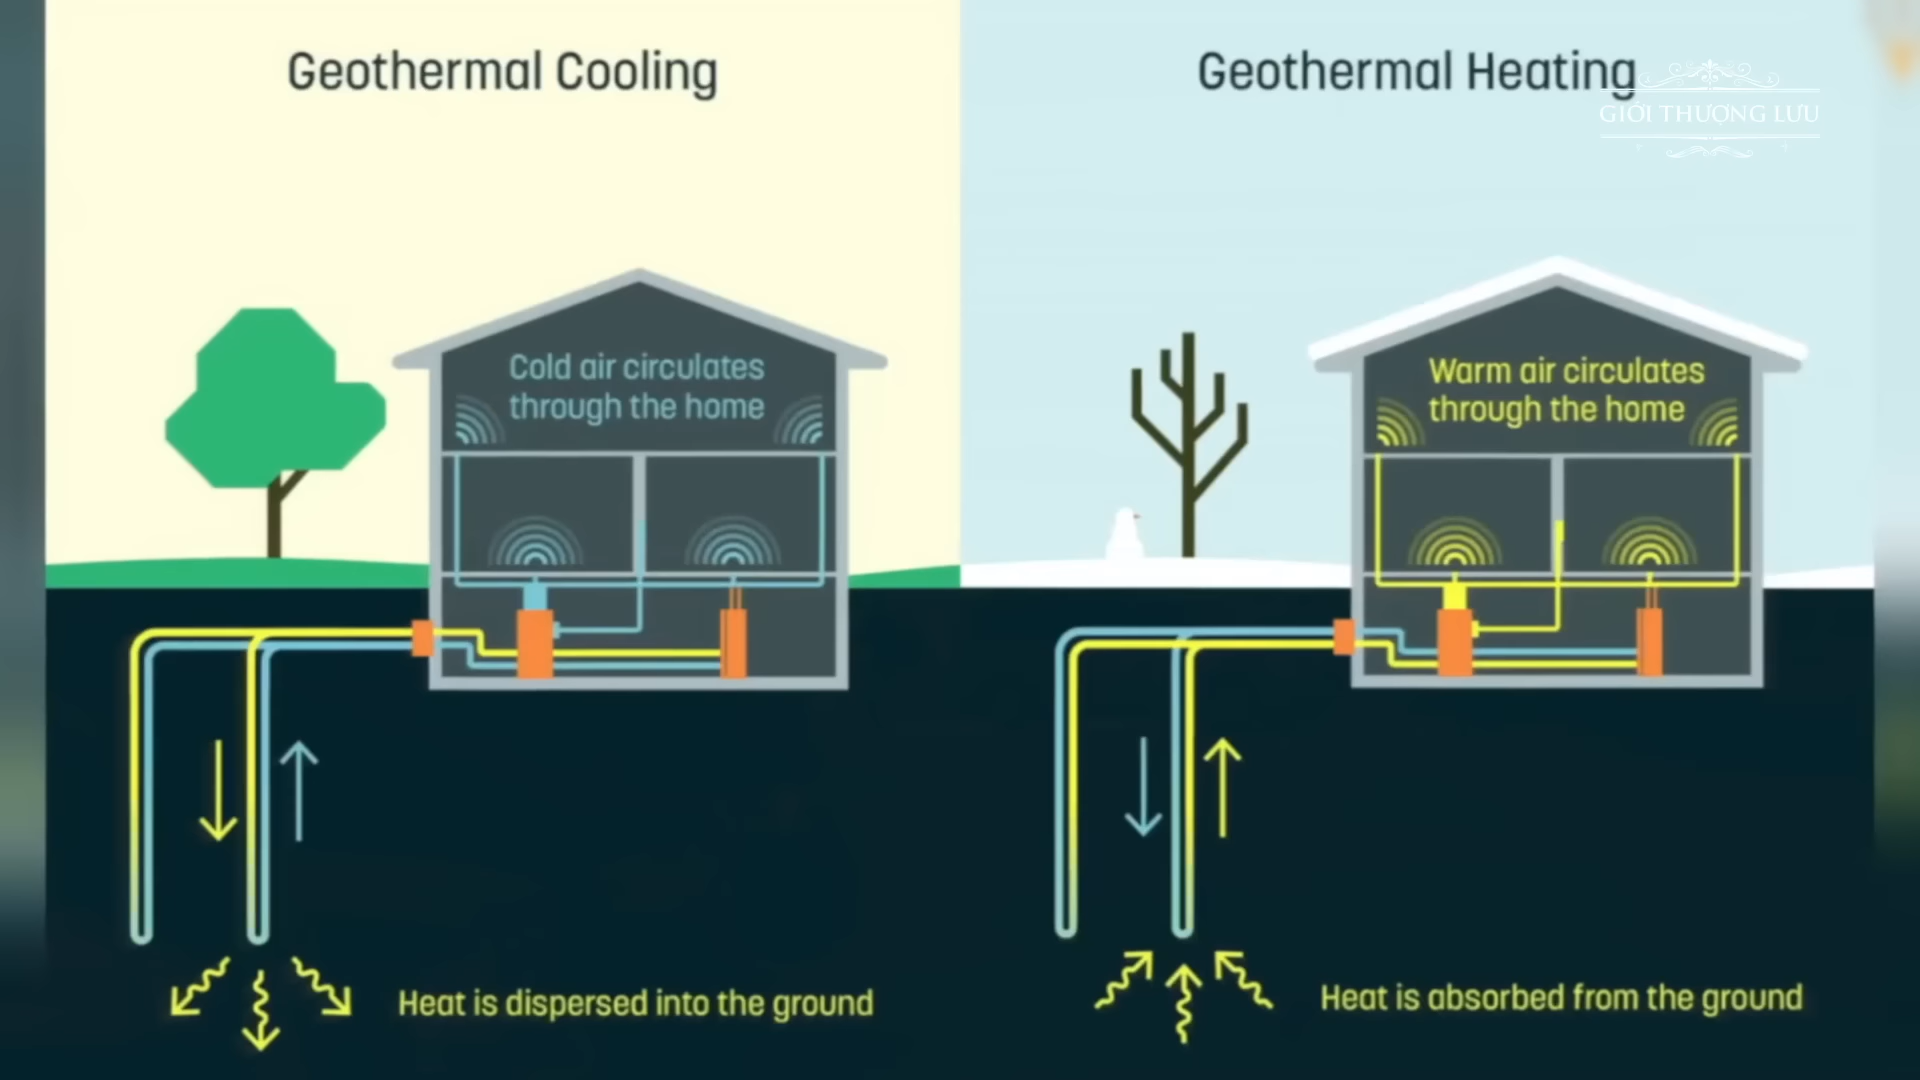 Geothermal Cooling
Geothermal Heating
GIỚI THƯỢNG LƯU
Cold air circulates
through the home
Warm air circulates
through the home
Heat is dispersed into the ground
Heat is absorbed from the ground